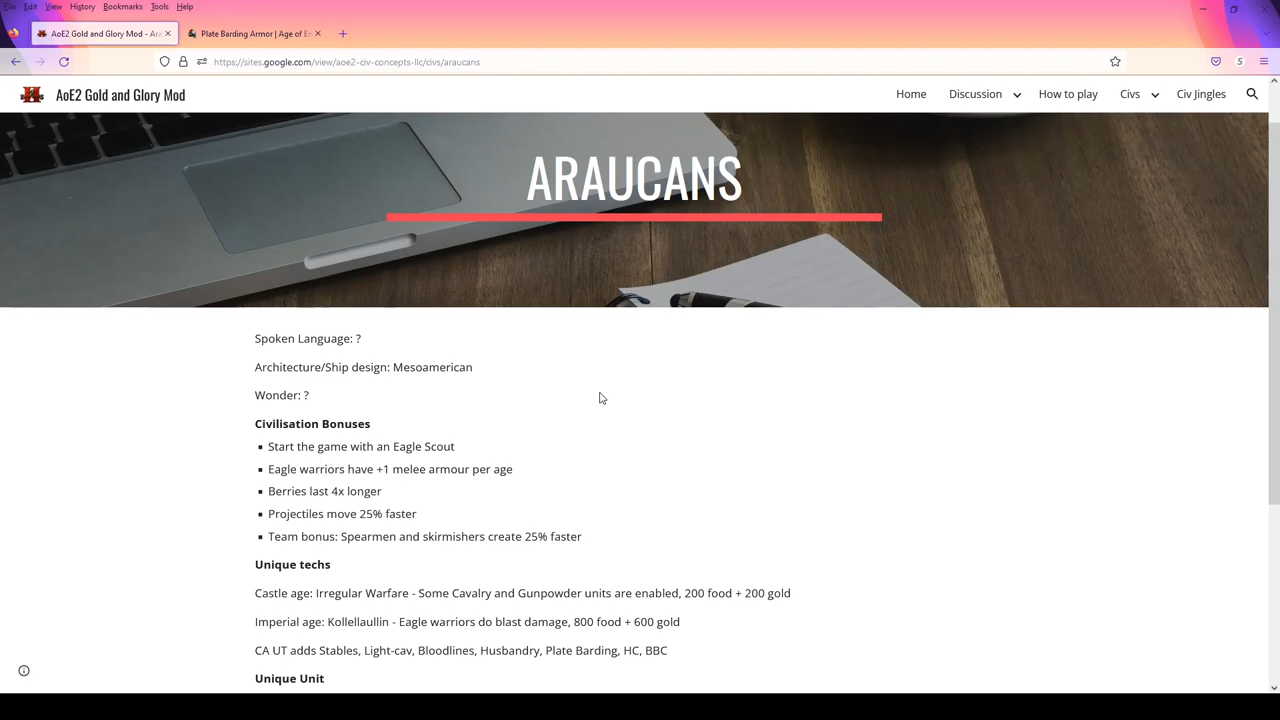 File Edit View History Bookmarks Tools Help
AoE2 Gold and Glory Mod - Ara
Plate Barding Armor | Age of En
https://sites.google.com/view/aoe2-civ-concepts-llc/civs/araucans
AoE2 Gold and Glory Mod
Home Discussion How to play Civs Civ Jingles
ARAUCANS
Spoken Language: ?
Architecture/Ship design: Mesoamerican
Wonder: ?
Civilisation Bonuses
Start the game with an Eagle Scout
Eagle warriors have +1 melee armour per age
Berries last 4x longer
Projectiles move 25% faster
Team bonus: Spearmen and skirmishers create 25% faster
Unique techs
Castle age: Irregular Warfare - Some Cavalry and Gunpowder units are enabled, 200 food + 200 gold
Imperial age: Kollellaullin - Eagle warriors do blast damage, 800 food + 600 gold
CA UT adds Stables, Light-cav, Bloodlines, Husbandry, Plate Barding, HC, BBC
Unique Unit